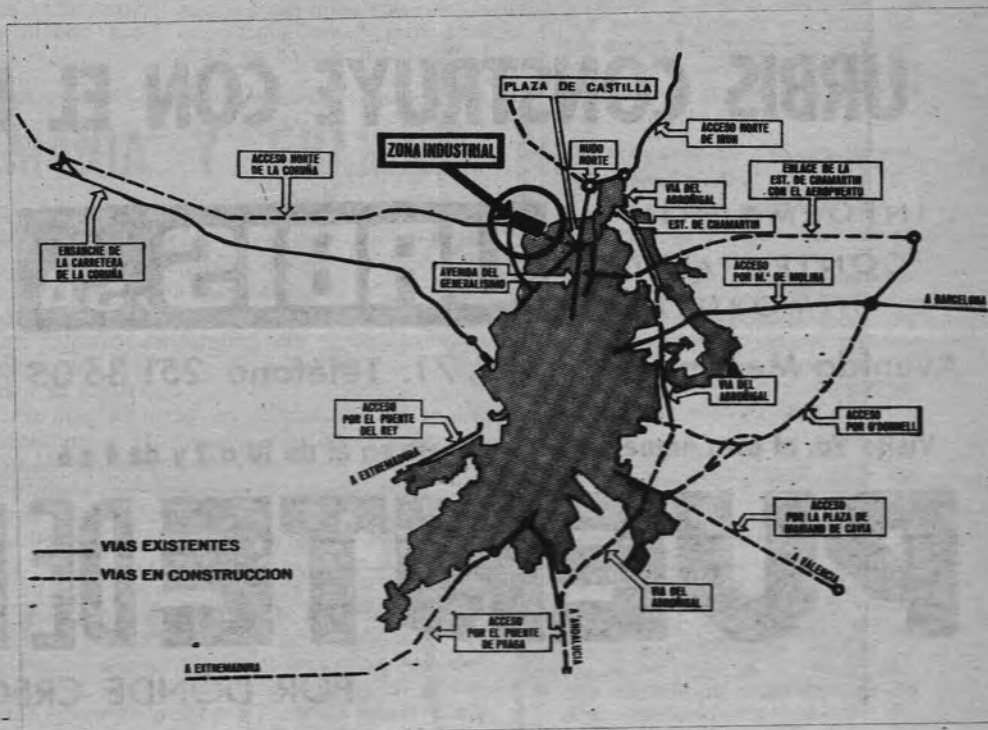 PLAZA DE CASTILLA
ACCESO NORTE
DE IRUN
ZONA INDUSTRIAL
NUDO
NORTE
ACCESO NORTE
DE LA CORUÑA
ENLACE DE LA
EST. DE CHAMARTIN
CON EL AEROPUERTO
VIA DEL
ABROÑIGAL
EST. DE CHAMARTIN
ENSANCHE DE
LA CARRETERA
DE LA CORUÑA
AVENIDA DEL
GENERALISIMO
ACCESO
POR M.ª DE MOLINA
A BARCELONA
VIA DEL
ABROÑIGAL
ACCESO
POR EL PUENTE
DEL REY
ACCESO
POR O'DONNELL
A EXTREMADURA
ACCESO
POR LA PLAZA DE
MARIANO DE CAVIA
A VALENCIA
VIAS EXISTENTES
VIAS EN CONSTRUCCION
VIA DEL
ABROÑIGAL
ACCESO
POR EL PUENTE
DE PRAGA
A ANDALUCIA
A EXTREMADURA